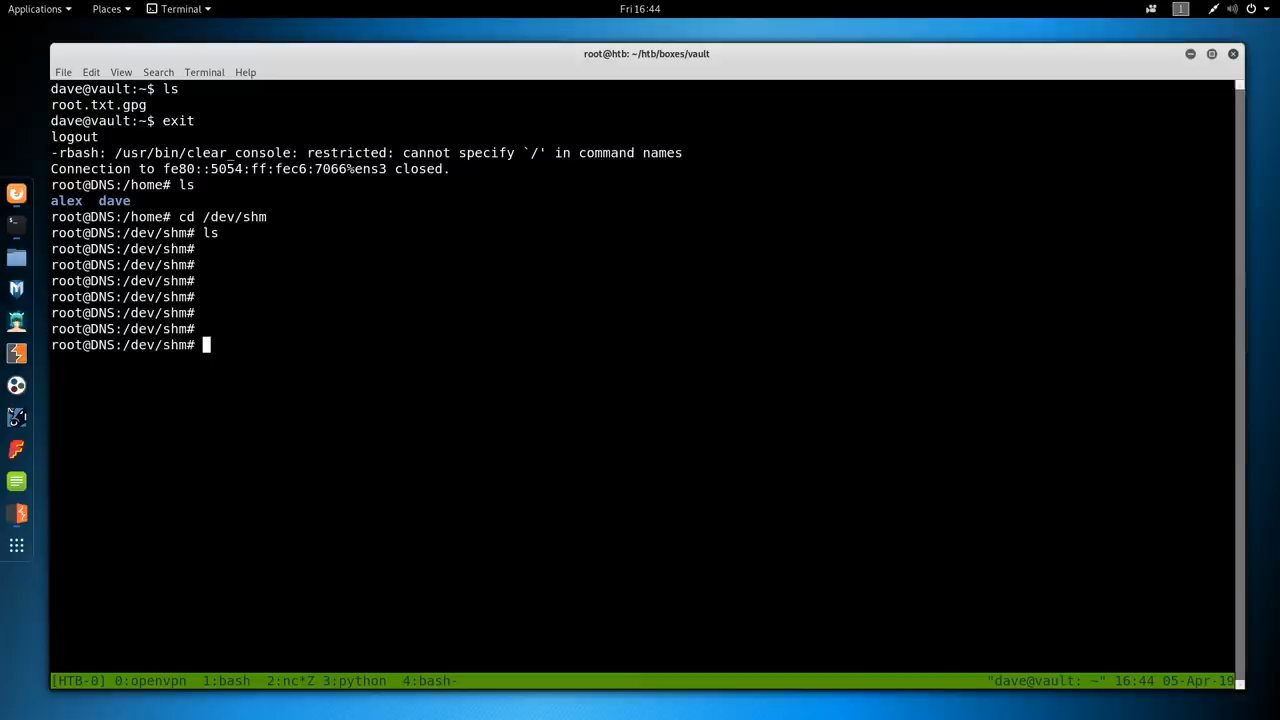 Applications Places Terminal Fri 16:44 1
root@htb: ~/htb/boxes/vault
File Edit View Search Terminal Help
dave@vault:~$ ls
root.txt.gpg
dave@vault:~$ exit
logout
-rbash: /usr/bin/clear_console: restricted: cannot specify `/' in command names
Connection to fe80::5054:ff:fec6:7066%ens3 closed.
root@DNS:/home# ls
alex  dave
root@DNS:/home# cd /dev/shm
root@DNS:/dev/shm# ls
root@DNS:/dev/shm#
root@DNS:/dev/shm#
root@DNS:/dev/shm#
root@DNS:/dev/shm#
root@DNS:/dev/shm#
root@DNS:/dev/shm#
root@DNS:/dev/shm#
[HTB-0] 0:openvpn  1:bash  2:nc*Z 3:python  4:bash- "dave@vault: ~" 16:44 05-Apr-19